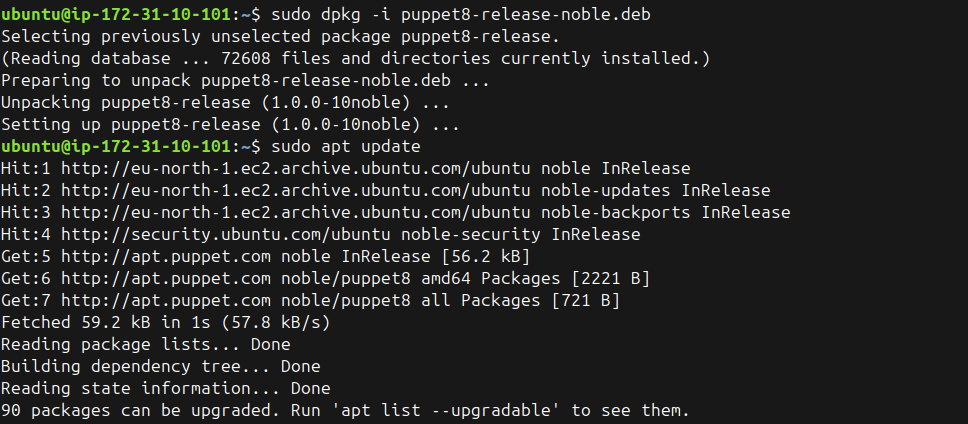 ubuntu@ip-172-31-10-101:~$ sudo dpkg -i puppet8-release-noble.deb
Selecting previously unselected package puppet8-release.
(Reading database ... 72608 files and directories currently installed.)
Preparing to unpack puppet8-release-noble.deb ...
Unpacking puppet8-release (1.0.0-10noble) ...
Setting up puppet8-release (1.0.0-10noble) ...
ubuntu@ip-172-31-10-101:~$ sudo apt update
Hit:1 http://eu-north-1.ec2.archive.ubuntu.com/ubuntu noble InRelease
Hit:2 http://eu-north-1.ec2.archive.ubuntu.com/ubuntu noble-updates InRelease
Hit:3 http://eu-north-1.ec2.archive.ubuntu.com/ubuntu noble-backports InRelease
Hit:4 http://security.ubuntu.com/ubuntu noble-security InRelease
Get:5 http://apt.puppet.com noble InRelease [56.2 kB]
Get:6 http://apt.puppet.com noble/puppet8 amd64 Packages [2221 B]
Get:7 http://apt.puppet.com noble/puppet8 all Packages [721 B]
Fetched 59.2 kB in 1s (57.8 kB/s)
Reading package lists... Done
Building dependency tree... Done
Reading state information... Done
90 packages can be upgraded. Run 'apt list --upgradable' to see them.